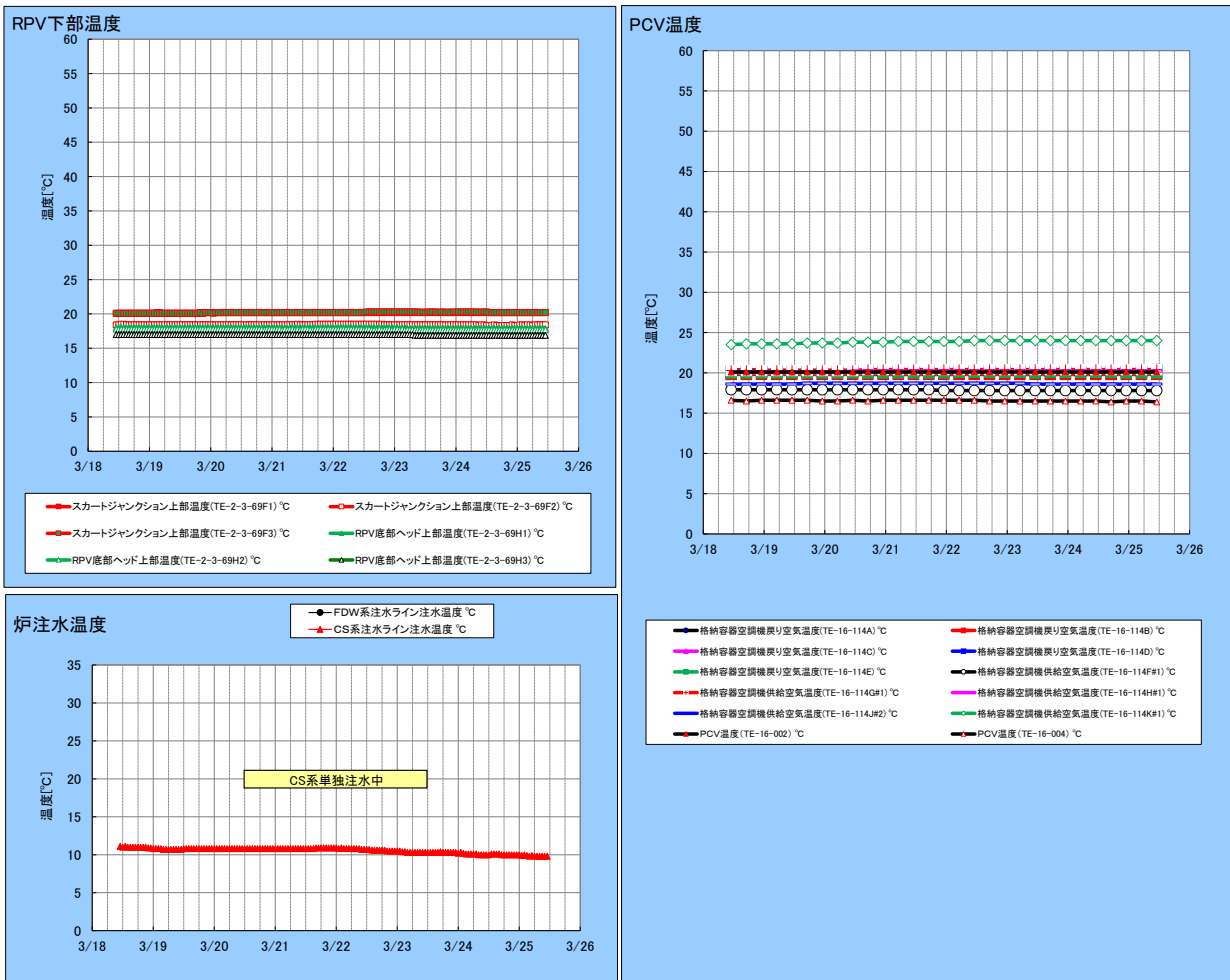 RPV下部温度
60
55
50
45
40
35
30
25
20
15
10
5
0
温度[℃]
3/18 3/19 3/20 3/21 3/22 3/23 3/24 3/25 3/26
スカートジャンクション上部温度(TE-2-3-69F1) ℃ スカートジャンクション上部温度(TE-2-3-69F2) ℃
スカートジャンクション上部温度(TE-2-3-69F3) ℃ RPV底部ヘッド上部温度(TE-2-3-69H1) ℃
RPV底部ヘッド上部温度(TE-2-3-69H2) ℃ RPV底部ヘッド上部温度(TE-2-3-69H3) ℃
炉注水温度
FDW系注水ライン注水温度 ℃
CS系注水ライン注水温度 ℃
35
30
25
20
15
10
5
0
温度[℃]
CS系単独注水中
3/18 3/19 3/20 3/21 3/22 3/23 3/24 3/25 3/26
PCV温度
60
55
50
45
40
35
30
25
20
15
10
5
0
温度[℃]
3/18 3/19 3/20 3/21 3/22 3/23 3/24 3/25 3/26
格納容器空調機戻り空気温度(TE-16-114A) ℃ 格納容器空調機戻り空気温度(TE-16-114B) ℃
格納容器空調機戻り空気温度(TE-16-114C) ℃ 格納容器空調機戻り空気温度(TE-16-114D) ℃
格納容器空調機戻り空気温度(TE-16-114E) ℃ 格納容器空調機供給空気温度(TE-16-114F#1) ℃
格納容器空調機供給空気温度(TE-16-114G#1) ℃ 格納容器空調機供給空気温度(TE-16-114H#1) ℃
格納容器空調機供給空気温度(TE-16-114J#2) ℃ 格納容器空調機供給空気温度(TE-16-114K#1) ℃
PCV温度(TE-16-002) ℃ PCV温度(TE-16-004) ℃